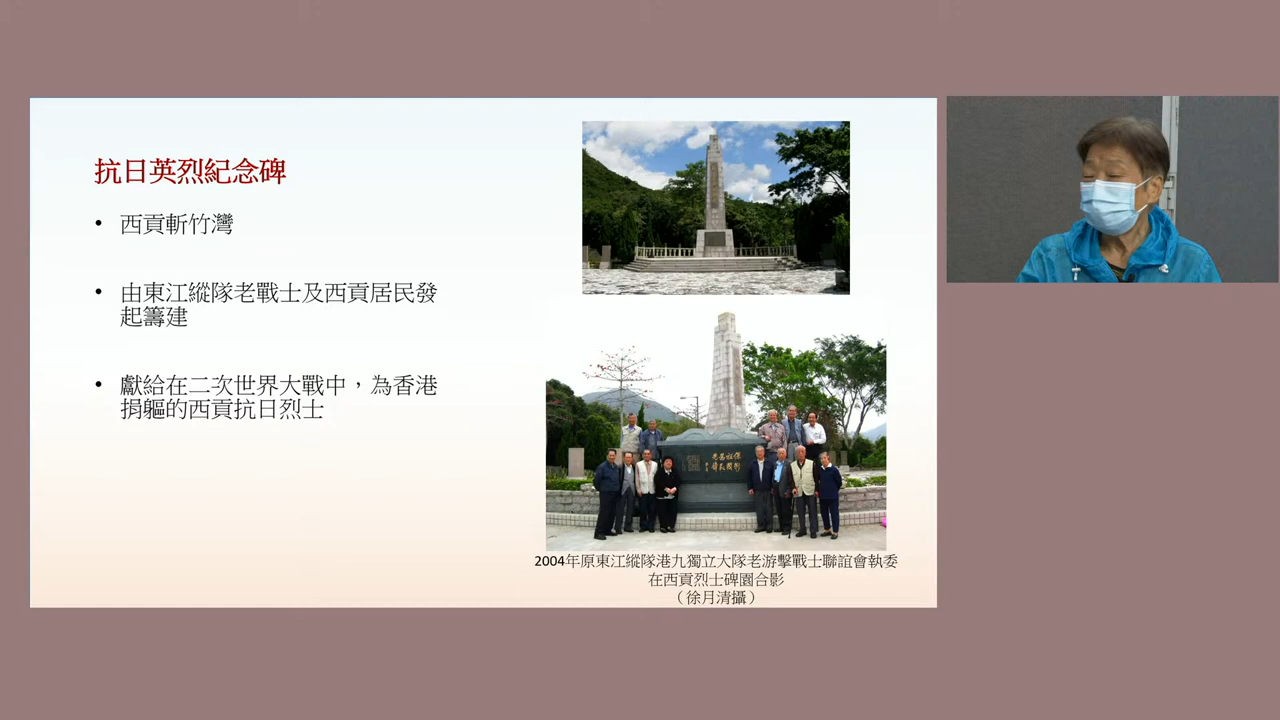 抗日英烈紀念碑
• 西貢斬竹灣
• 由東江縱隊老戰士及西貢居民發
起籌建
• 獻給在二次世界大戰中，為香港
捐軀的西貢抗日烈士
2004年原東江縱隊港九獨立大隊老游擊戰士聯誼會執委
在西貢烈士碑園合影
（徐月清攝）